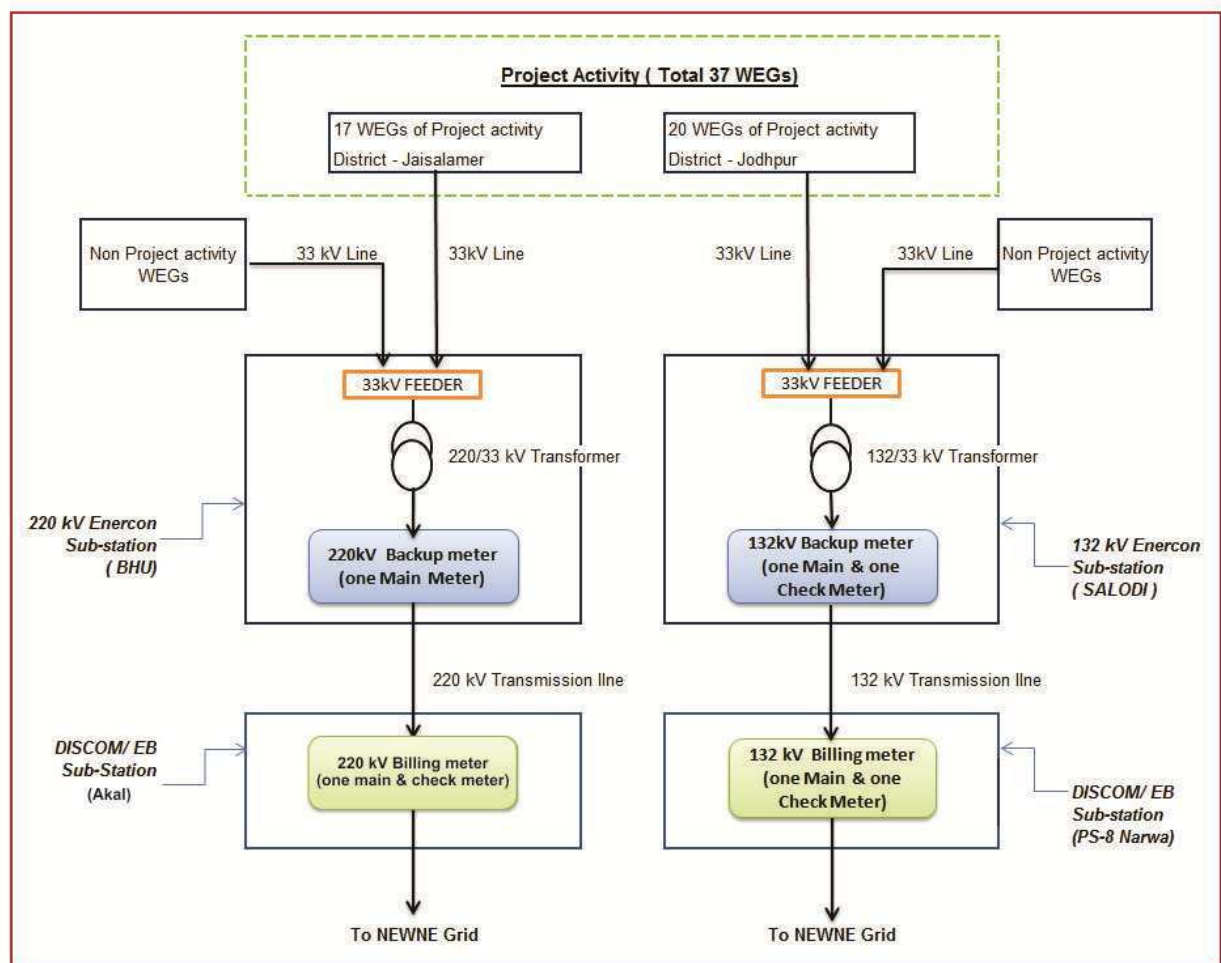 Project Activity ( Total 37 WEGs)
17 WEGs of Project activity
District - Jaisalamer
20 WEGs of Project activity
District - Jodhpur
Non Project activity
WEGs
33 kV Line
33kV Line
33kV Line
33kV Line
Non Project activity
WEGs
33kV FEEDER
33kV FEEDER
220/33 kV Transformer
132/33 kV Transformer
220 kV Enercon
Sub-station
( BHU)
220kV Backup meter
(one Main Meter)
132kV Backup meter
(one Main & one
Check Meter)
132 kV Enercon
Sub-station
( SALODI )
220 kV Transmission lIne
132 kV Transmission lIne
DISCOM/ EB
Sub-Station
(Akal)
220 kV Billing meter
(one main & check meter)
132 kV Billing meter
(one Main & one
Check Meter)
DISCOM/ EB
Sub-station
(PS-8 Narwa)
To NEWNE Grid
To NEWNE Grid